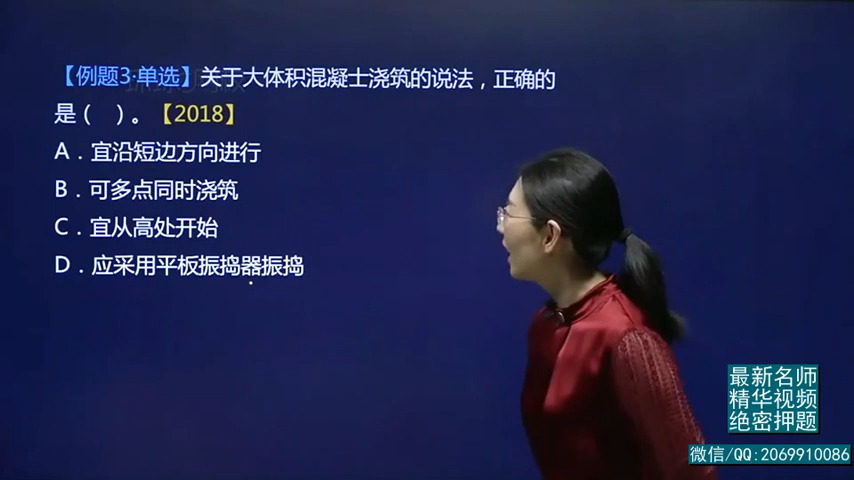 【例题3·单选】关于大体积混凝士浇筑的说法，正确的
是（ ）。【2018】
A．宜沿短边方向进行
B．可多点同时浇筑
C．宜从高处开始
D．应采用平板振捣器振捣
最新名师
精华视频
绝密押题
微信/QQ:2069910086